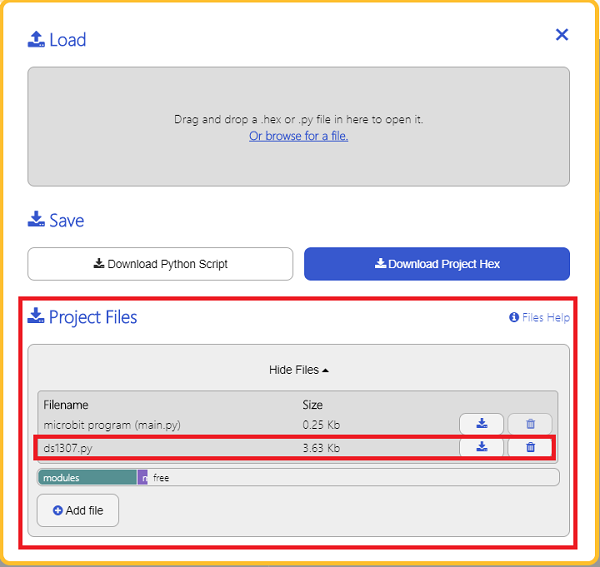 Load
Drag and drop a .hex or .py file in here to open it.
Or browse for a file.
Save
Download Python Script
Download Project Hex
Project Files
Files Help
Hide Files
Filename Size
microbit program (main.py) 0.25 Kb
ds1307.py 3.63 Kb
modules free
Add file